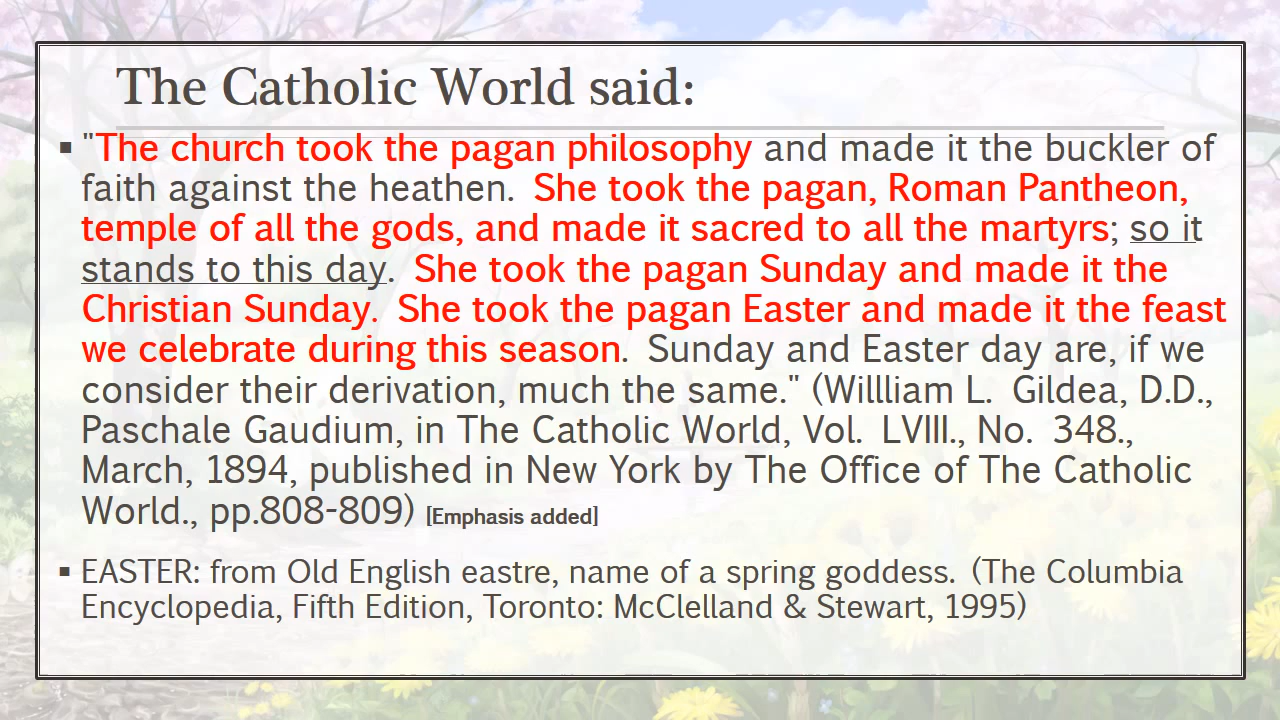 The Catholic World said:
▪ "The church took the pagan philosophy and made it the buckler of
faith against the heathen. She took the pagan, Roman Pantheon,
temple of all the gods, and made it sacred to all the martyrs; so it
stands to this day. She took the pagan Sunday and made it the
Christian Sunday. She took the pagan Easter and made it the feast
we celebrate during this season. Sunday and Easter day are, if we
consider their derivation, much the same." (Willliam L. Gildea, D.D.,
Paschale Gaudium, in The Catholic World, Vol. LVIII., No. 348.,
March, 1894, published in New York by The Office of The Catholic
World., pp.808-809) [Emphasis added]
▪ EASTER: from Old English eastre, name of a spring goddess. (The Columbia
Encyclopedia, Fifth Edition, Toronto: McClelland & Stewart, 1995)